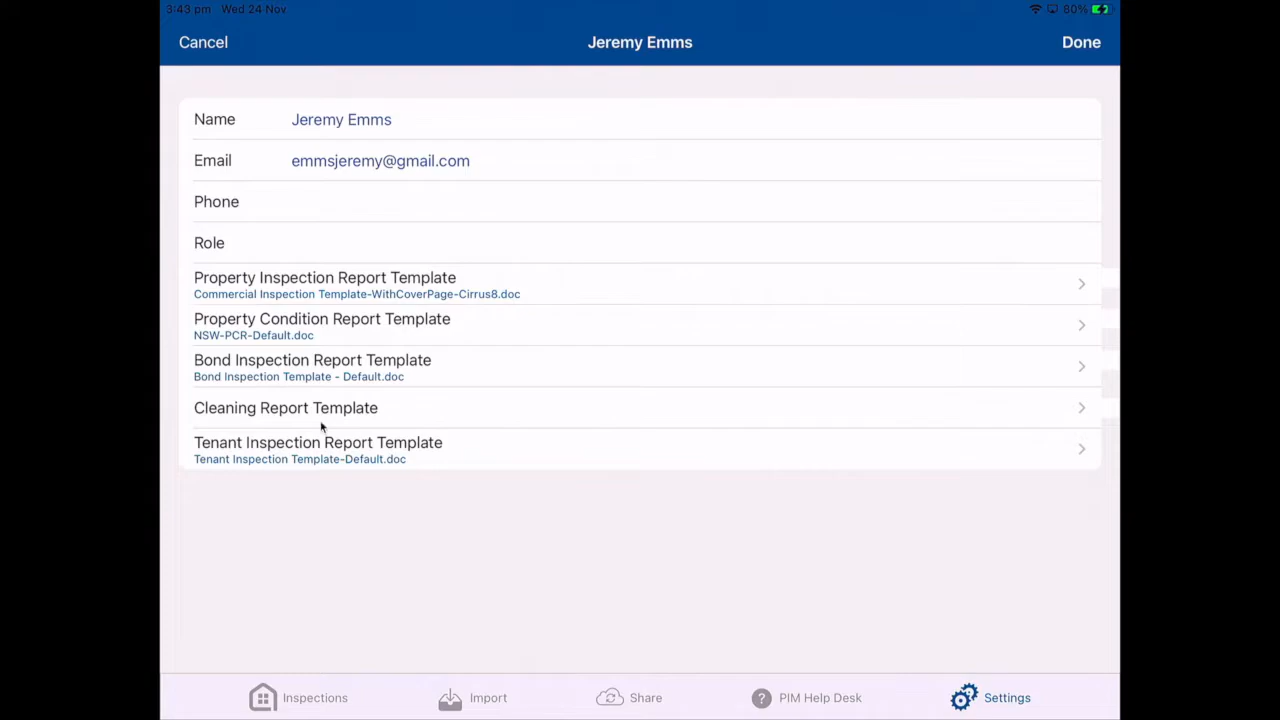 3:43 pm Wed 24 Nov 80%
Cancel Jeremy Emms Done
Name Jeremy Emms
Email emmsjeremy@gmail.com
Phone
Role
Property Inspection Report Template
Commercial Inspection Template-WithCoverPage-Cirrus8.doc
Property Condition Report Template
NSW-PCR-Default.doc
Bond Inspection Report Template
Bond Inspection Template - Default.doc
Cleaning Report Template
Tenant Inspection Report Template
Tenant Inspection Template-Default.doc
Inspections Import Share ? PIM Help Desk Settings